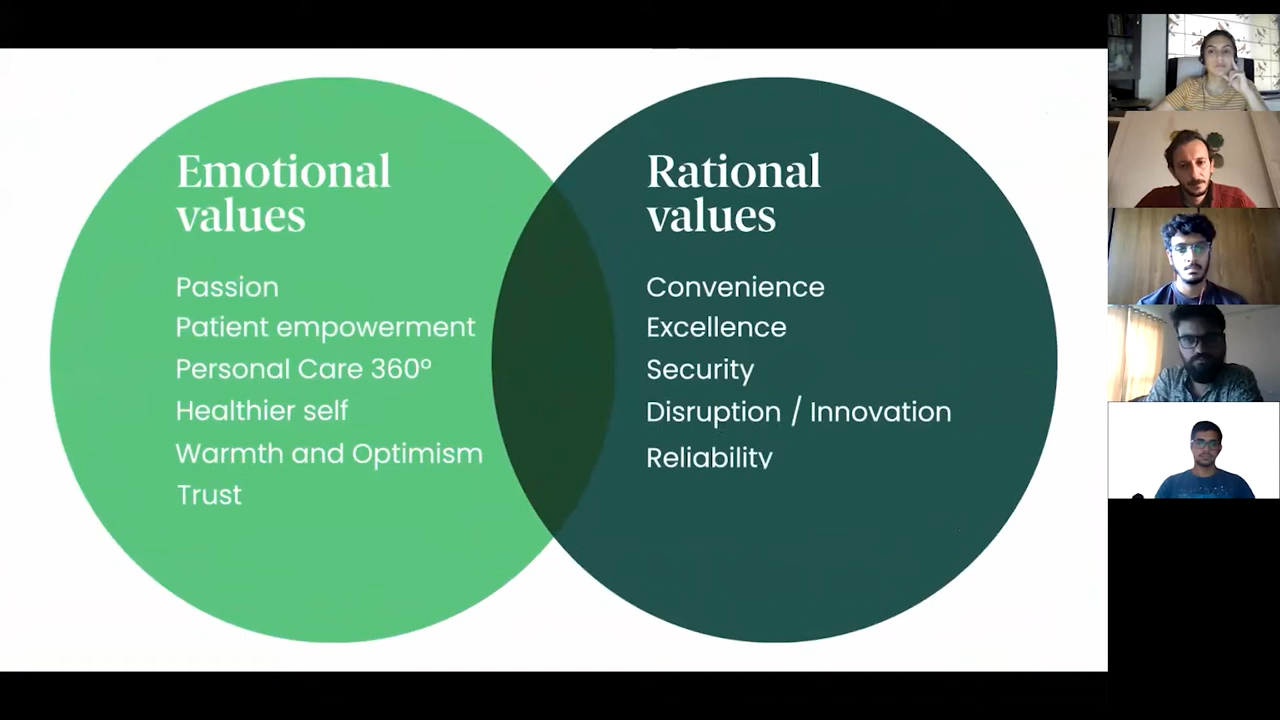 Emotional
values
Passion
Patient empowerment
Personal Care 360°
Healthier self
Warmth and Optimism
Trust
Rational
values
Convenience
Excellence
Security
Disruption / Innovation
Reliability